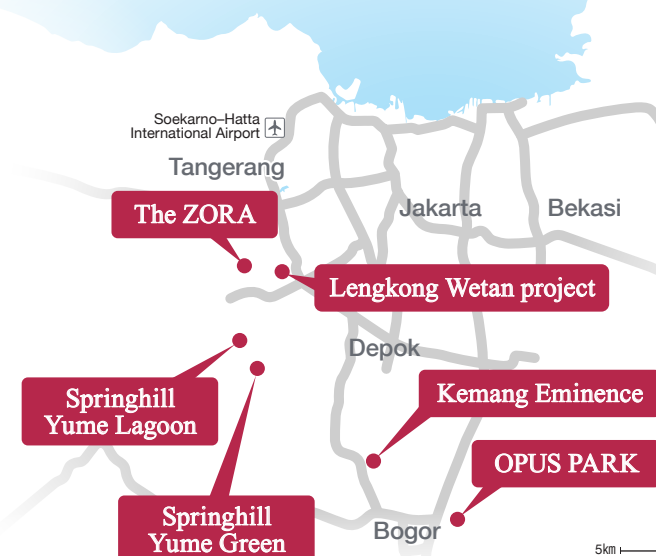 Soekarno–Hatta
International Airport
Tangerang
The ZORA
Jakarta
Bekasi
Lengkong Wetan project
Depok
Springhill
Yume Lagoon
Kemang Eminence
OPUS PARK
Springhill
Yume Green
Bogor
5km